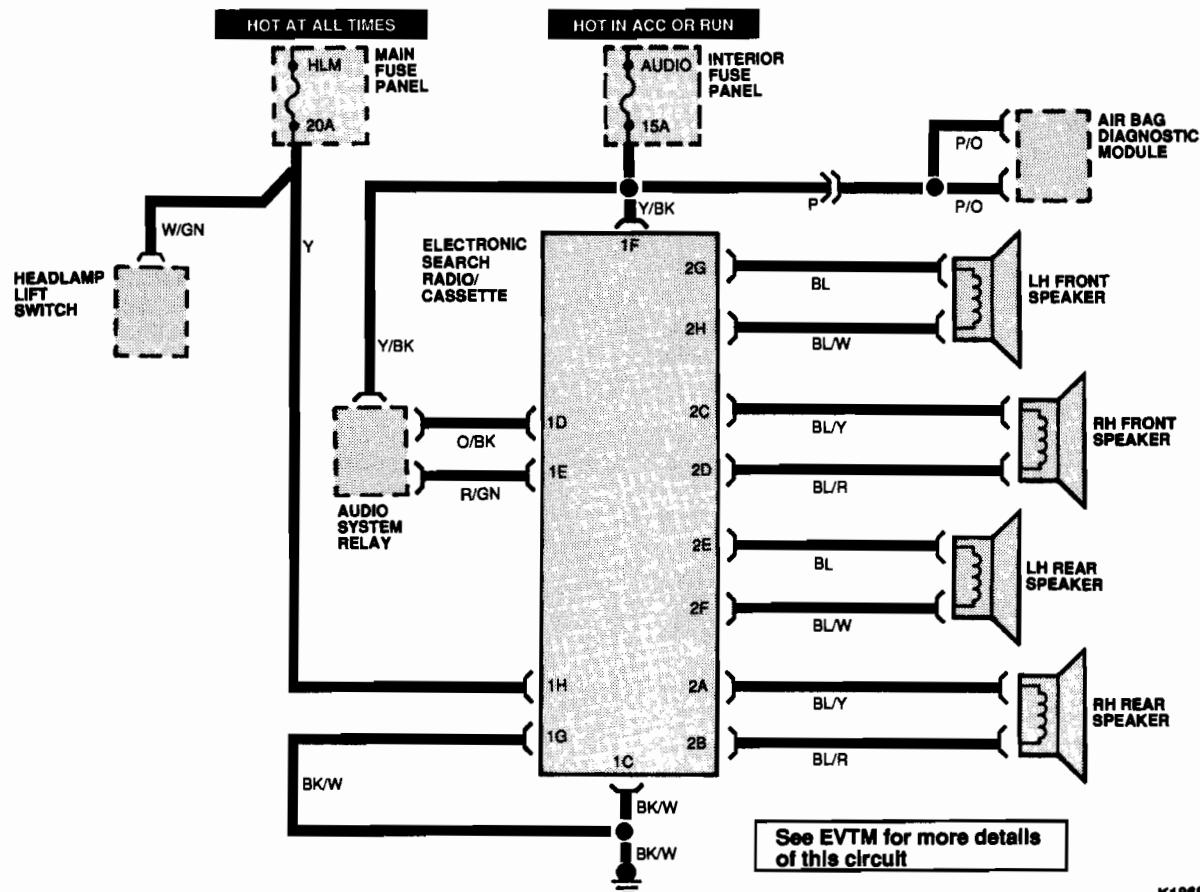 HOT AT ALL TIMES
HOT IN ACC OR RUN
HLM
20A
MAIN
FUSE
PANEL
AUDIO
15A
INTERIOR
FUSE
PANEL
AIR BAG
DIAGNOSTIC
MODULE
P/O
P/O
P
Y/BK
W/GN
Y
HEADLAMP
LIFT
SWITCH
ELECTRONIC
SEARCH
RADIO/
CASSETTE
Y/BK
1F
2G
BL
2H
BL/W
LH FRONT
SPEAKER
AUDIO
SYSTEM
RELAY
O/BK
1D
R/GN
1E
2C
BL/Y
2D
BL/R
RH FRONT
SPEAKER
2E
BL
2F
BL/W
LH REAR
SPEAKER
1H
1G
2A
BL/Y
2B
BL/R
RH REAR
SPEAKER
1C
BK/W
BK/W
BK/W
See EVTM for more details
of this circuit